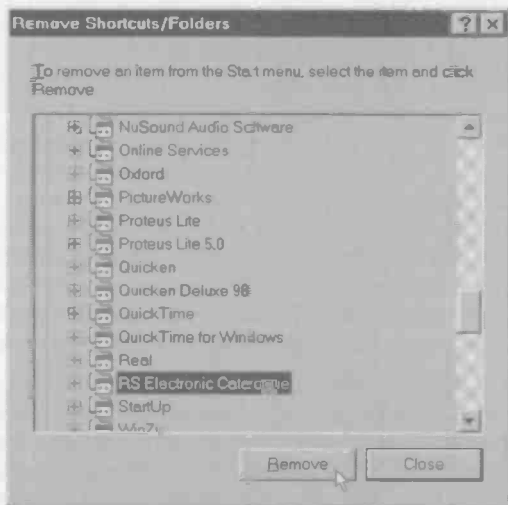 Remove Shortcuts/Folders
To remove an item from the Start menu, select the item and click
Remove
NuSound Audio Software
Online Services
Oxford
PictureWorks
Proteus Lite
Proteus Lite 5.0
Quicken
Quicken Deluxe 98
QuickTime
QuickTime for Windows
Real
RS Electronic Catalogue
StartUp
Remove
Close